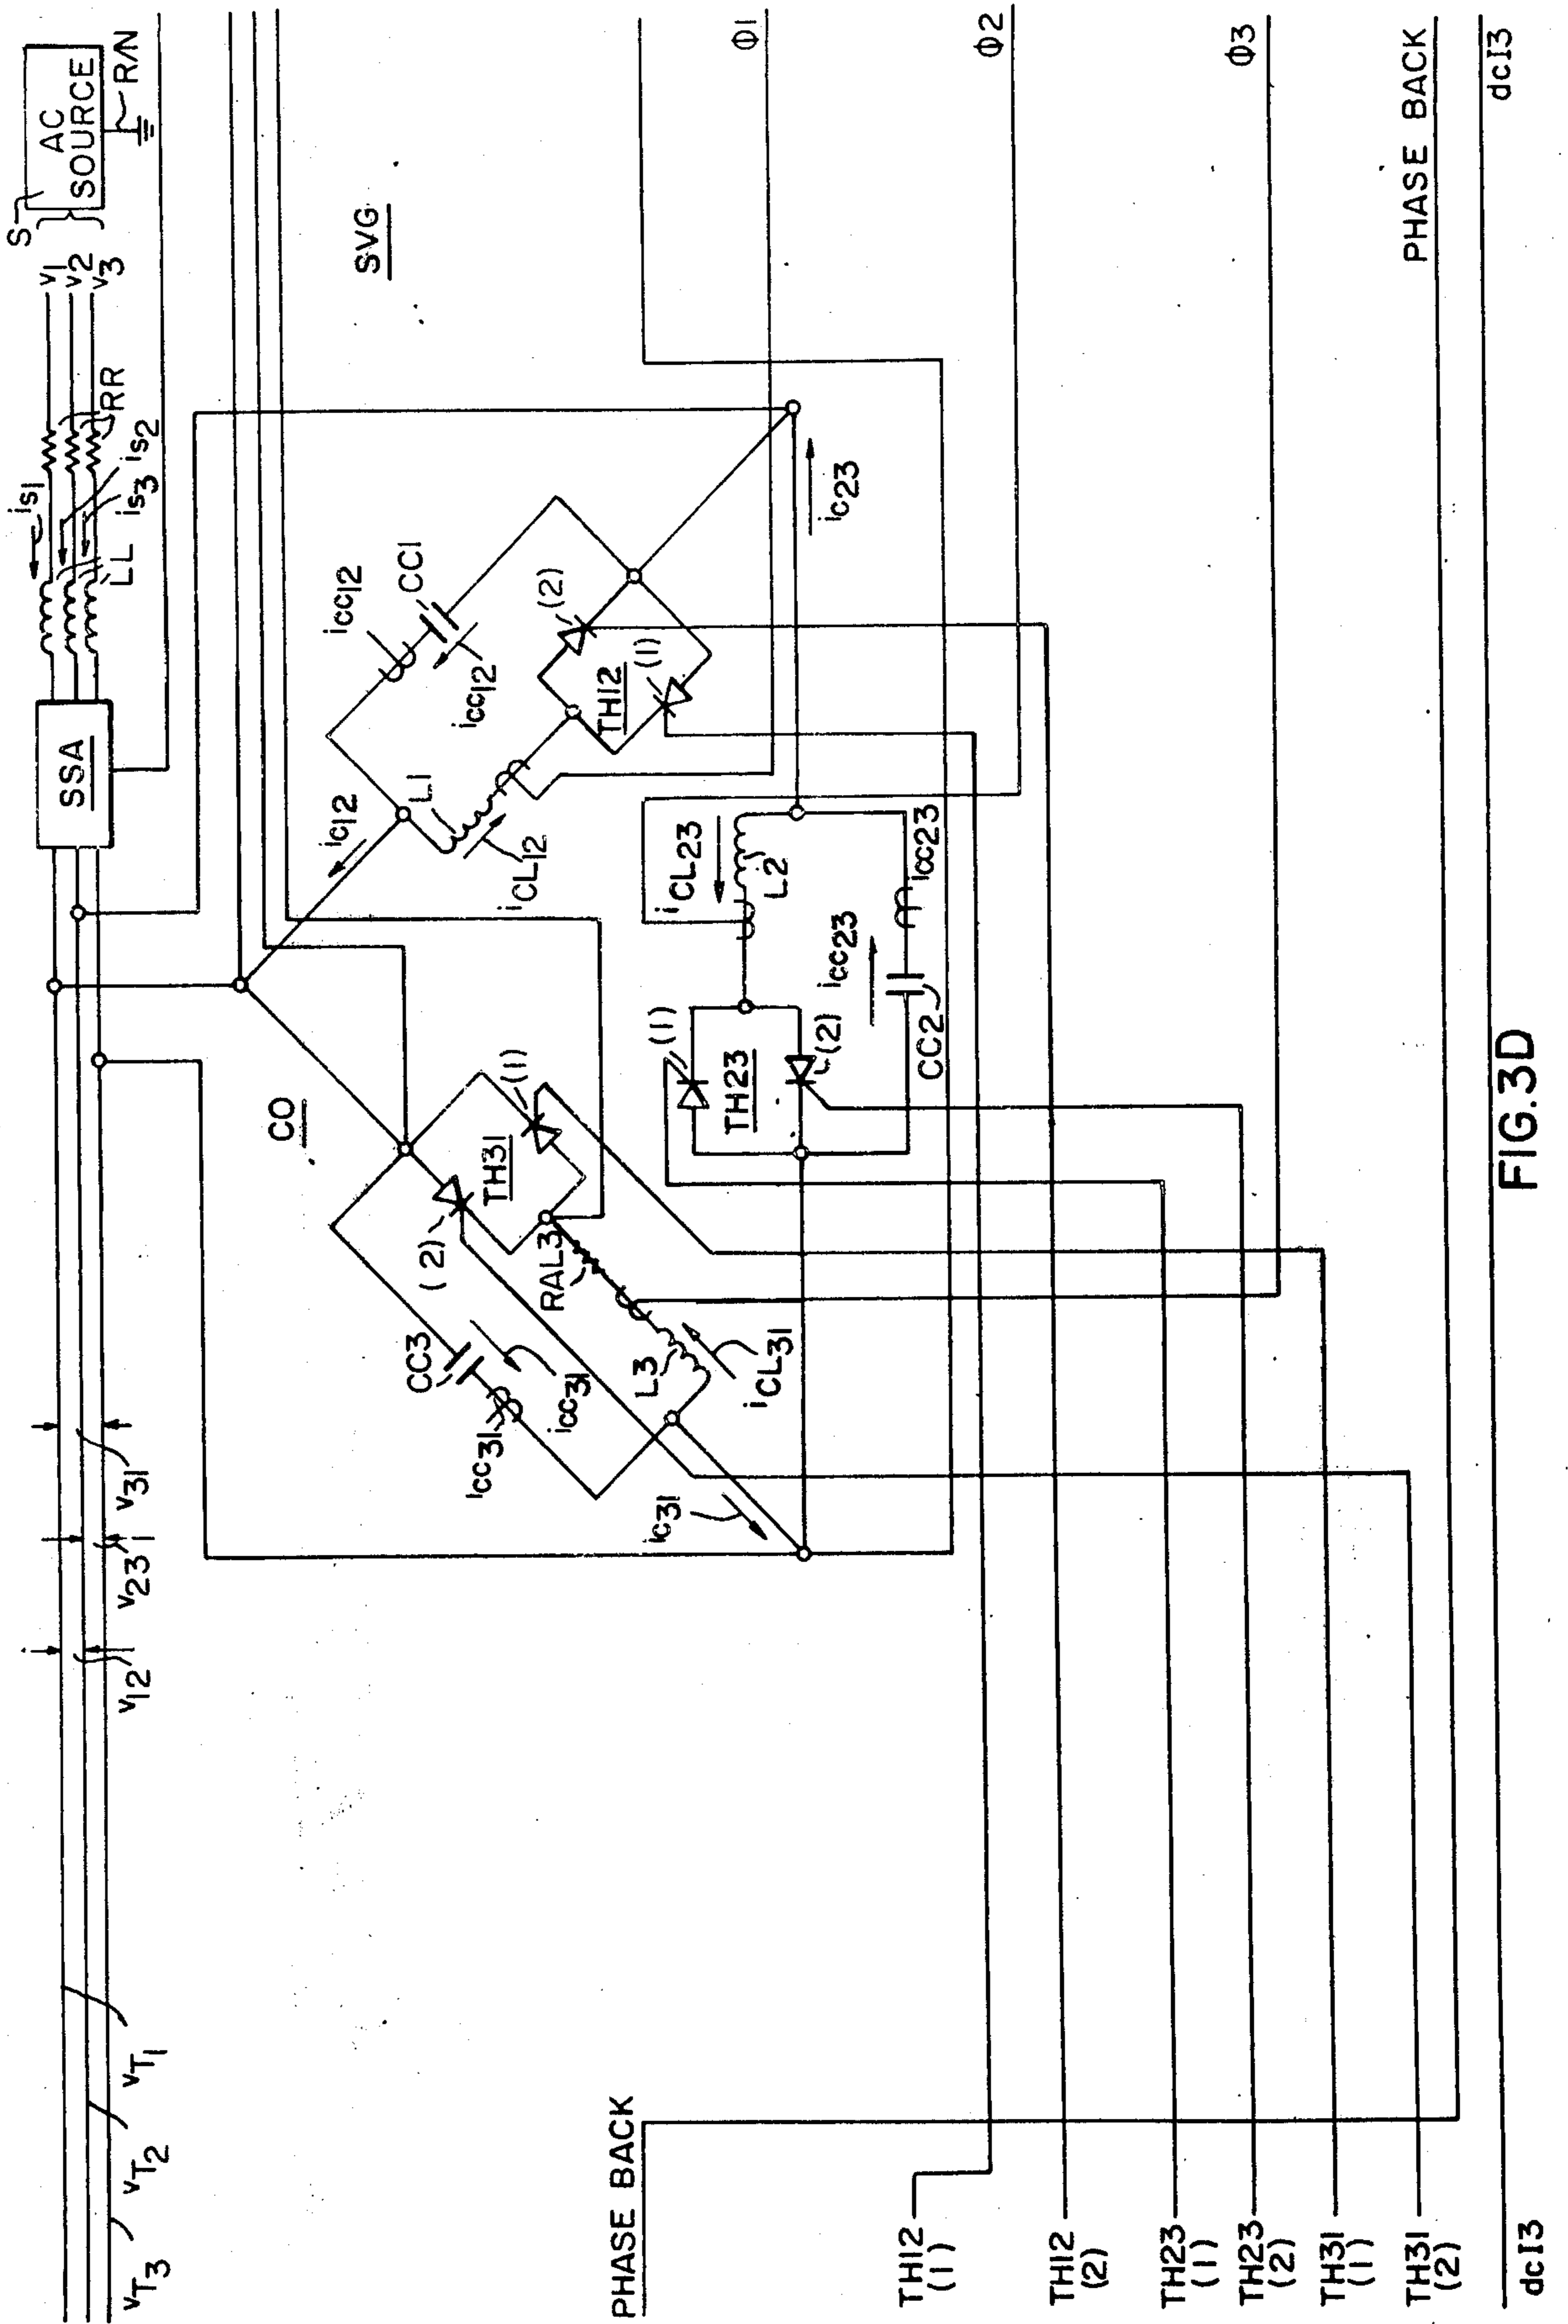 S
AC
SOURCE
R/N
v1
v2
v3
RR
is1
is2
is3
LL
SSA
v31
v23
v12
vT1
vT2
vT3
SVG
CO
iC12
L1
iCL12
icc12
CC1
icc12
(2)
TH12
(1)
iC23
iCL23
L2
icc23
icc23
CC2
(1)
TH23
(2)
(1)
TH31
(2)
RAL3
L3
iCL31
CC3
icc31
icc31
ic31
Φ1
Φ2
Φ3
PHASE BACK
dcI3
PHASE BACK
TH12
(1)
TH12
(2)
TH23
(1)
TH23
(2)
TH31
(1)
TH31
(2)
dcI3
FIG.3D